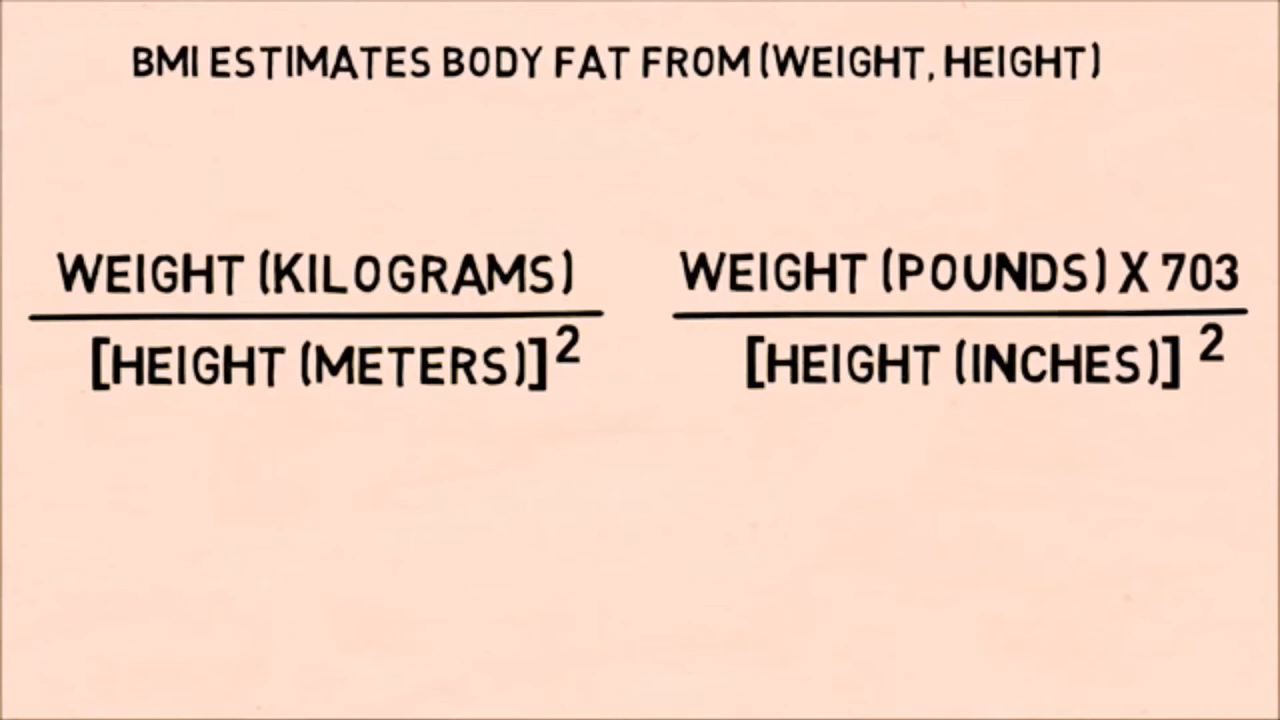 BMI ESTIMATES BODY FAT FROM (WEIGHT, HEIGHT)
WEIGHT (KILOGRAMS)
[HEIGHT (METERS)]²
WEIGHT (POUNDS) X 703
[HEIGHT (INCHES)]²